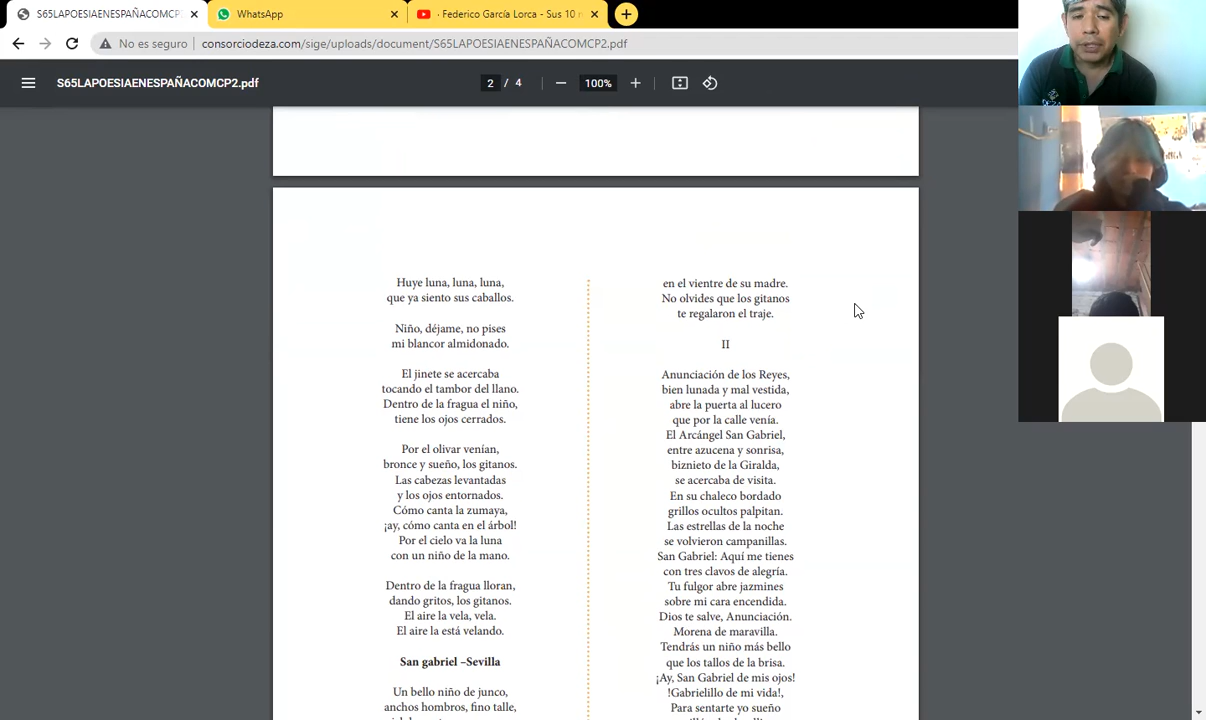 S65LAPOESIAENESPAÑACOMCP
WhatsApp
· Federico García Lorca - Sus 10
No es seguro
consorciodeza.com/sige/uploads/document/S65LAPOESIAENESPAÑACOMCP2.pdf
S65LAPOESIAENESPAÑACOMCP2.pdf
2 / 4
100%
Huye luna, luna, luna,
que ya siento sus caballos.
Niño, déjame, no pises
mi blancor almidonado.
El jinete se acercaba
tocando el tambor del llano.
Dentro de la fragua el niño,
tiene los ojos cerrados.
Por el olivar venían,
bronce y sueño, los gitanos.
Las cabezas levantadas
y los ojos entornados.
Cómo canta la zumaya,
¡ay, cómo canta en el árbol!
Por el cielo va la luna
con un niño de la mano.
Dentro de la fragua lloran,
dando gritos, los gitanos.
El aire la vela, vela.
El aire la está velando.
San gabriel –Sevilla
Un bello niño de junco,
anchos hombros, fino talle,
en el vientre de su madre.
No olvides que los gitanos
te regalaron el traje.
II
Anunciación de los Reyes,
bien lunada y mal vestida,
abre la puerta al lucero
que por la calle venía.
El Arcángel San Gabriel,
entre azucena y sonrisa,
biznieto de la Giralda,
se acercaba de visita.
En su chaleco bordado
grillos ocultos palpitan.
Las estrellas de la noche
se volvieron campanillas.
San Gabriel: Aquí me tienes
con tres clavos de alegría.
Tu fulgor abre jazmines
sobre mi cara encendida.
Dios te salve, Anunciación.
Morena de maravilla.
Tendrás un niño más bello
que los tallos de la brisa.
¡Ay, San Gabriel de mis ojos!
!Gabrielillo de mi vida!,
Para sentarte yo sueño